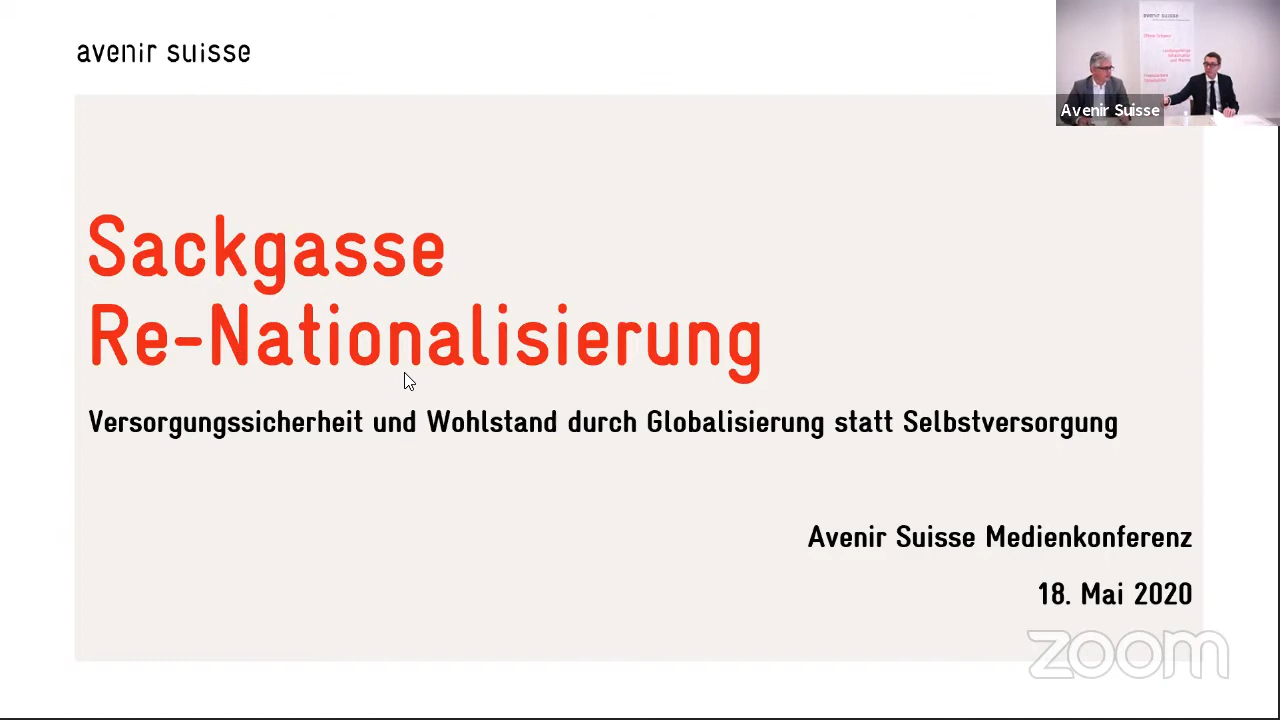 avenir suisse
Avenir Suisse
Sackgasse
Re-Nationalisierung
Versorgungssicherheit und Wohlstand durch Globalisierung statt Selbstversorgung
Avenir Suisse Medienkonferenz
18. Mai 2020
zoom